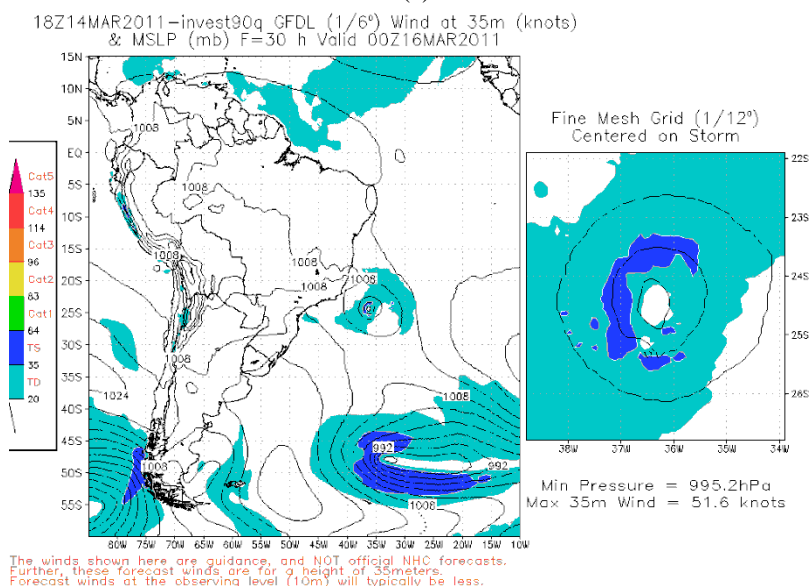 18Z14MAR2011-invest90q GFDL (1/6º) Wind at 35m (knots)
& MSLP (mb) F=30 h Valid 00Z16MAR2011
15N
10N
5N
EQ
5S
10S
15S
20S
25S
30S
35S
40S
45S
50S
55S
80W 75W 70W 65W 60W 55W 50W 45W 40W 35W 30W 25W 20W 15W 10W
1008
1008
1008
1008
1008
1008
1008
1008
1008
1024
1008
1008
992
992
1008
Cat5
135
Cat4
114
Cat3
96
Cat2
83
Cat1
64
TS
35
TD
20
Fine Mesh Grid (1/12º)
Centered on Storm
22S
23S
24S
25S
26S
38W 37W 36W 35W 34W
Min Pressure = 995.2hPa
Max 35m Wind = 51.6 knots
The winds shown here are guidance, and NOT official NHC forecasts.
Further, these forecast winds are for a height of 35meters.
Forecast winds at the observing level (10m) will typically be less.